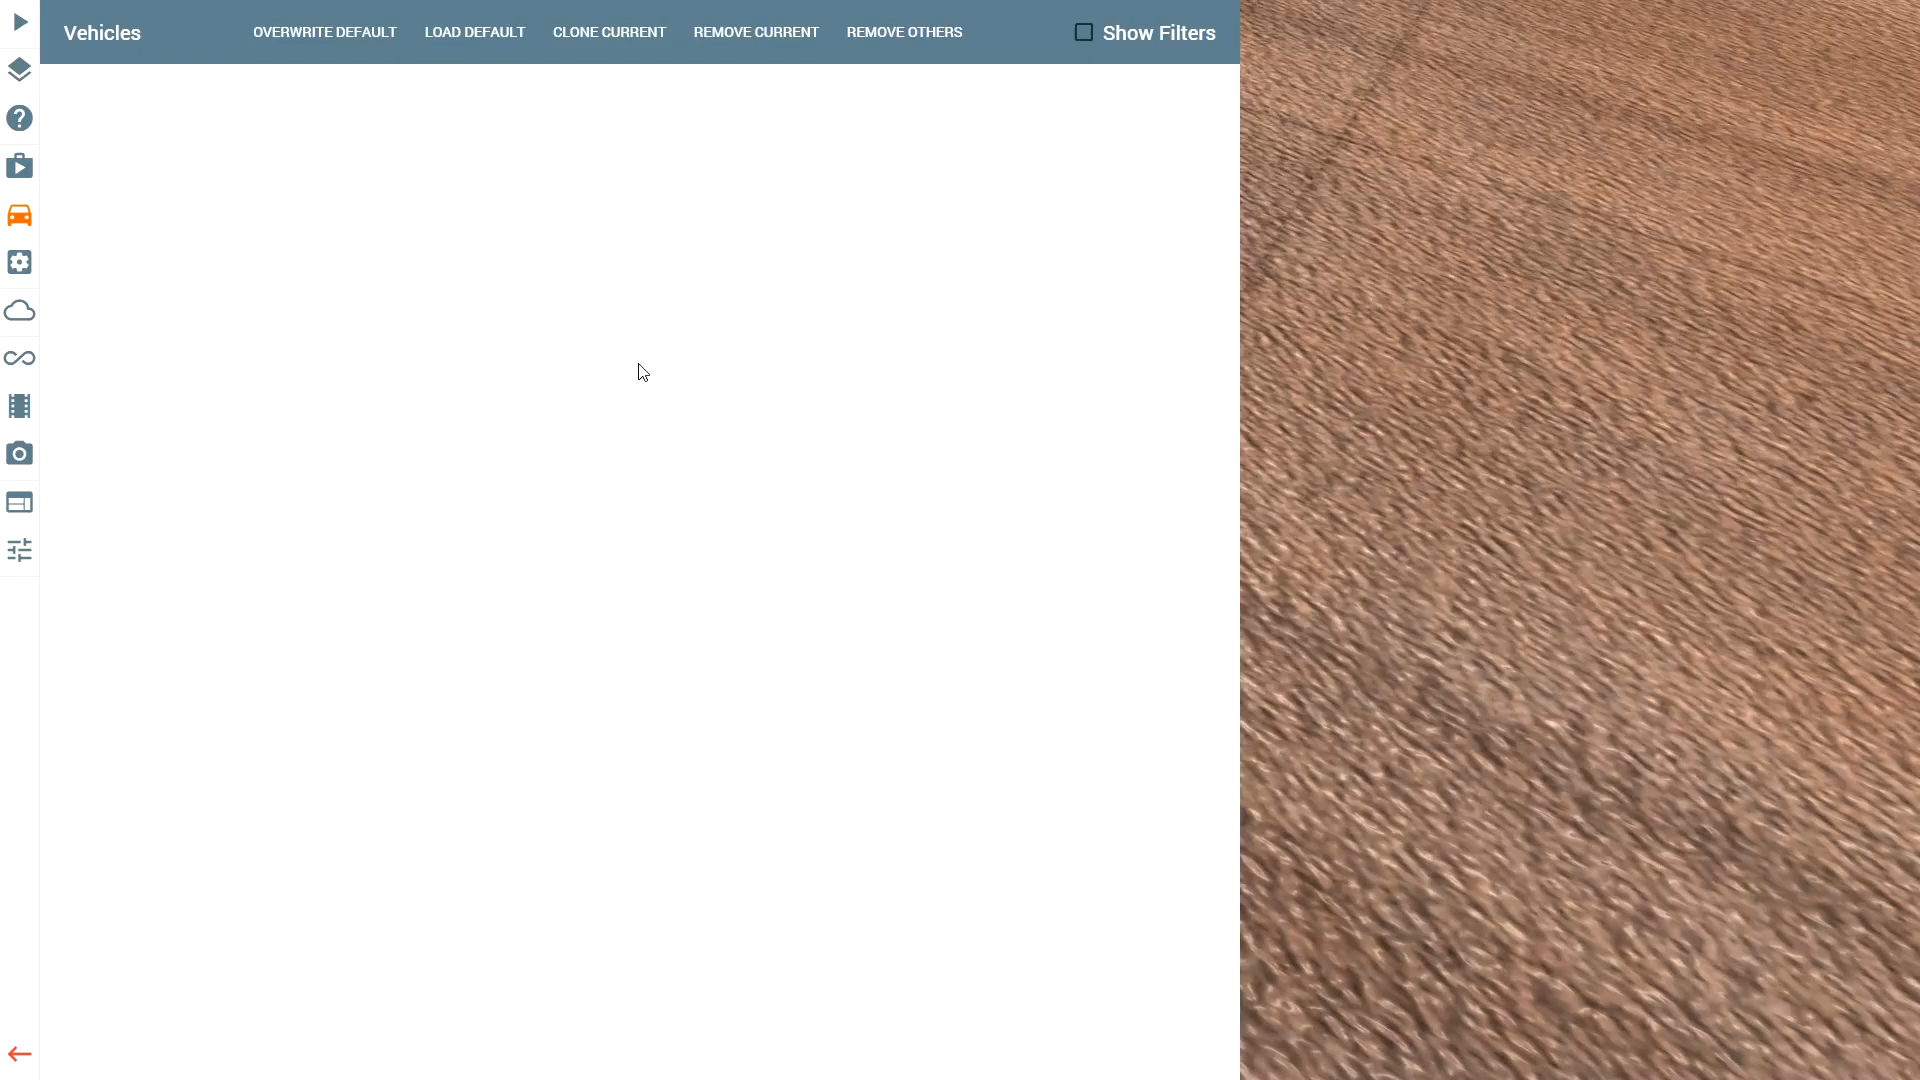 Vehicles
OVERWRITE DEFAULT
LOAD DEFAULT
CLONE CURRENT
REMOVE CURRENT
REMOVE OTHERS
Show Filters